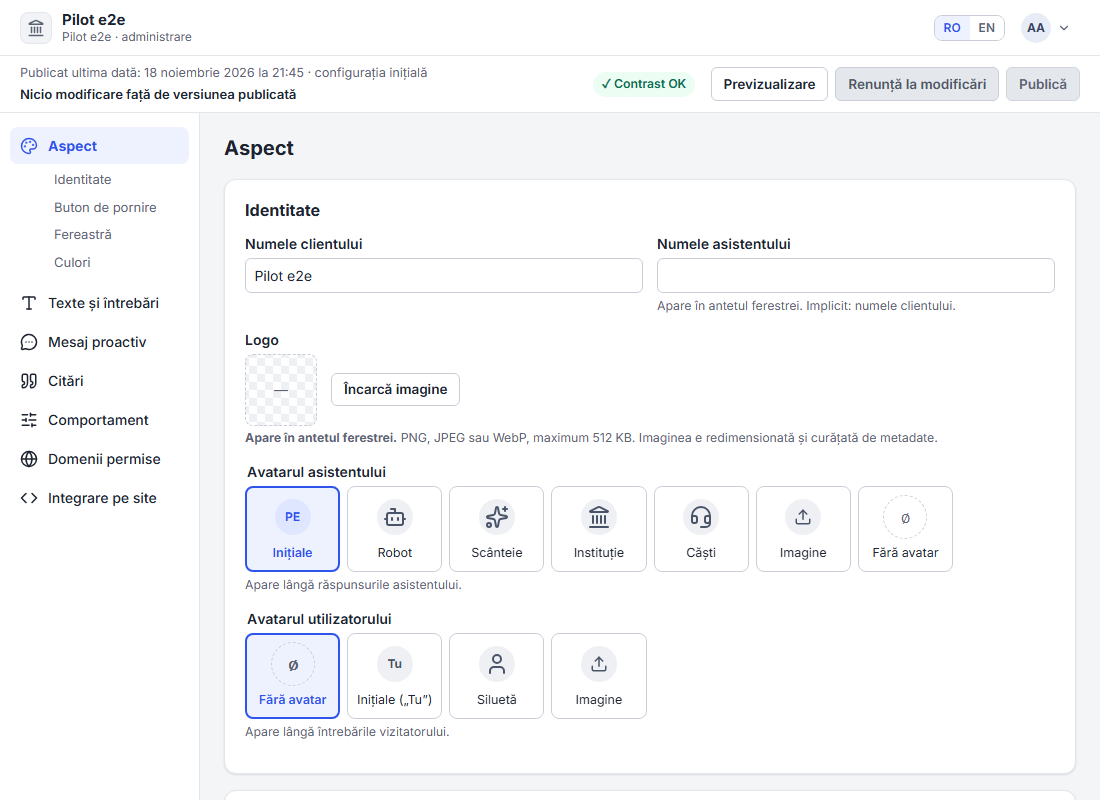 Pilot e2e
Pilot e2e · administrare
RO EN AA
Publicat ultima dată: 18 noiembrie 2026 la 21:45 · configurația inițială
Nicio modificare față de versiunea publicată
✓ Contrast OK
Previzualizare
Renunță la modificări
Publică
Aspect
Identitate
Buton de pornire
Fereastră
Culori
Texte și întrebări
Mesaj proactiv
Citări
Comportament
Domenii permise
Integrare pe site
Aspect
Identitate
Numele clientului
Pilot e2e
Numele asistentului
Apare în antetul ferestrei. Implicit: numele clientului.
Logo
—
Încarcă imagine
Apare în antetul ferestrei. PNG, JPEG sau WebP, maximum 512 KB. Imaginea e redimensionată și curățată de metadate.
Avatarul asistentului
PE
Inițiale
Robot
Scânteie
Instituție
Căști
Imagine
ø
Fără avatar
Apare lângă răspunsurile asistentului.
Avatarul utilizatorului
ø
Fără avatar
Tu
Inițiale („Tu”)
Siluetă
Imagine
Apare lângă întrebările vizitatorului.